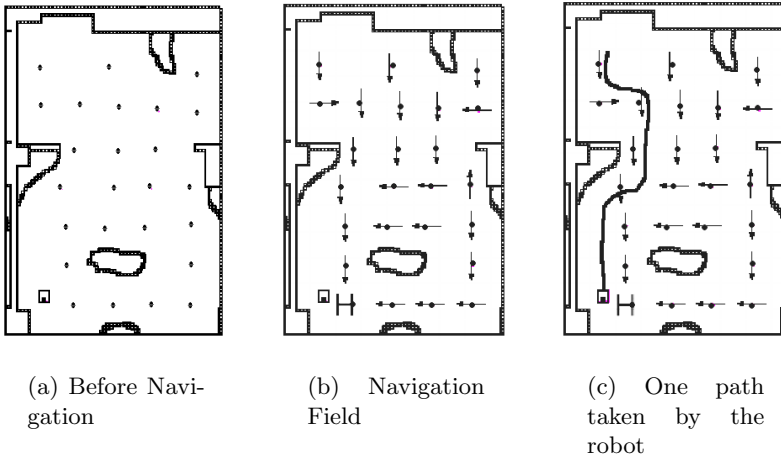 (a) Before Navi-
gation
(b) Navigation
Field
(c) One path
taken by the
robot